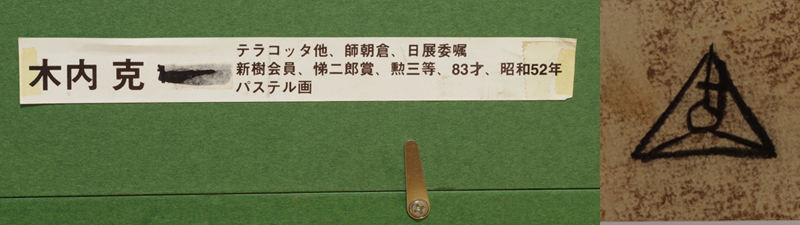 木内 克
テラコッタ他、師朝倉、日展委嘱
新樹会員、悌二郎賞、勲三等、83才、昭和52年
パステル画